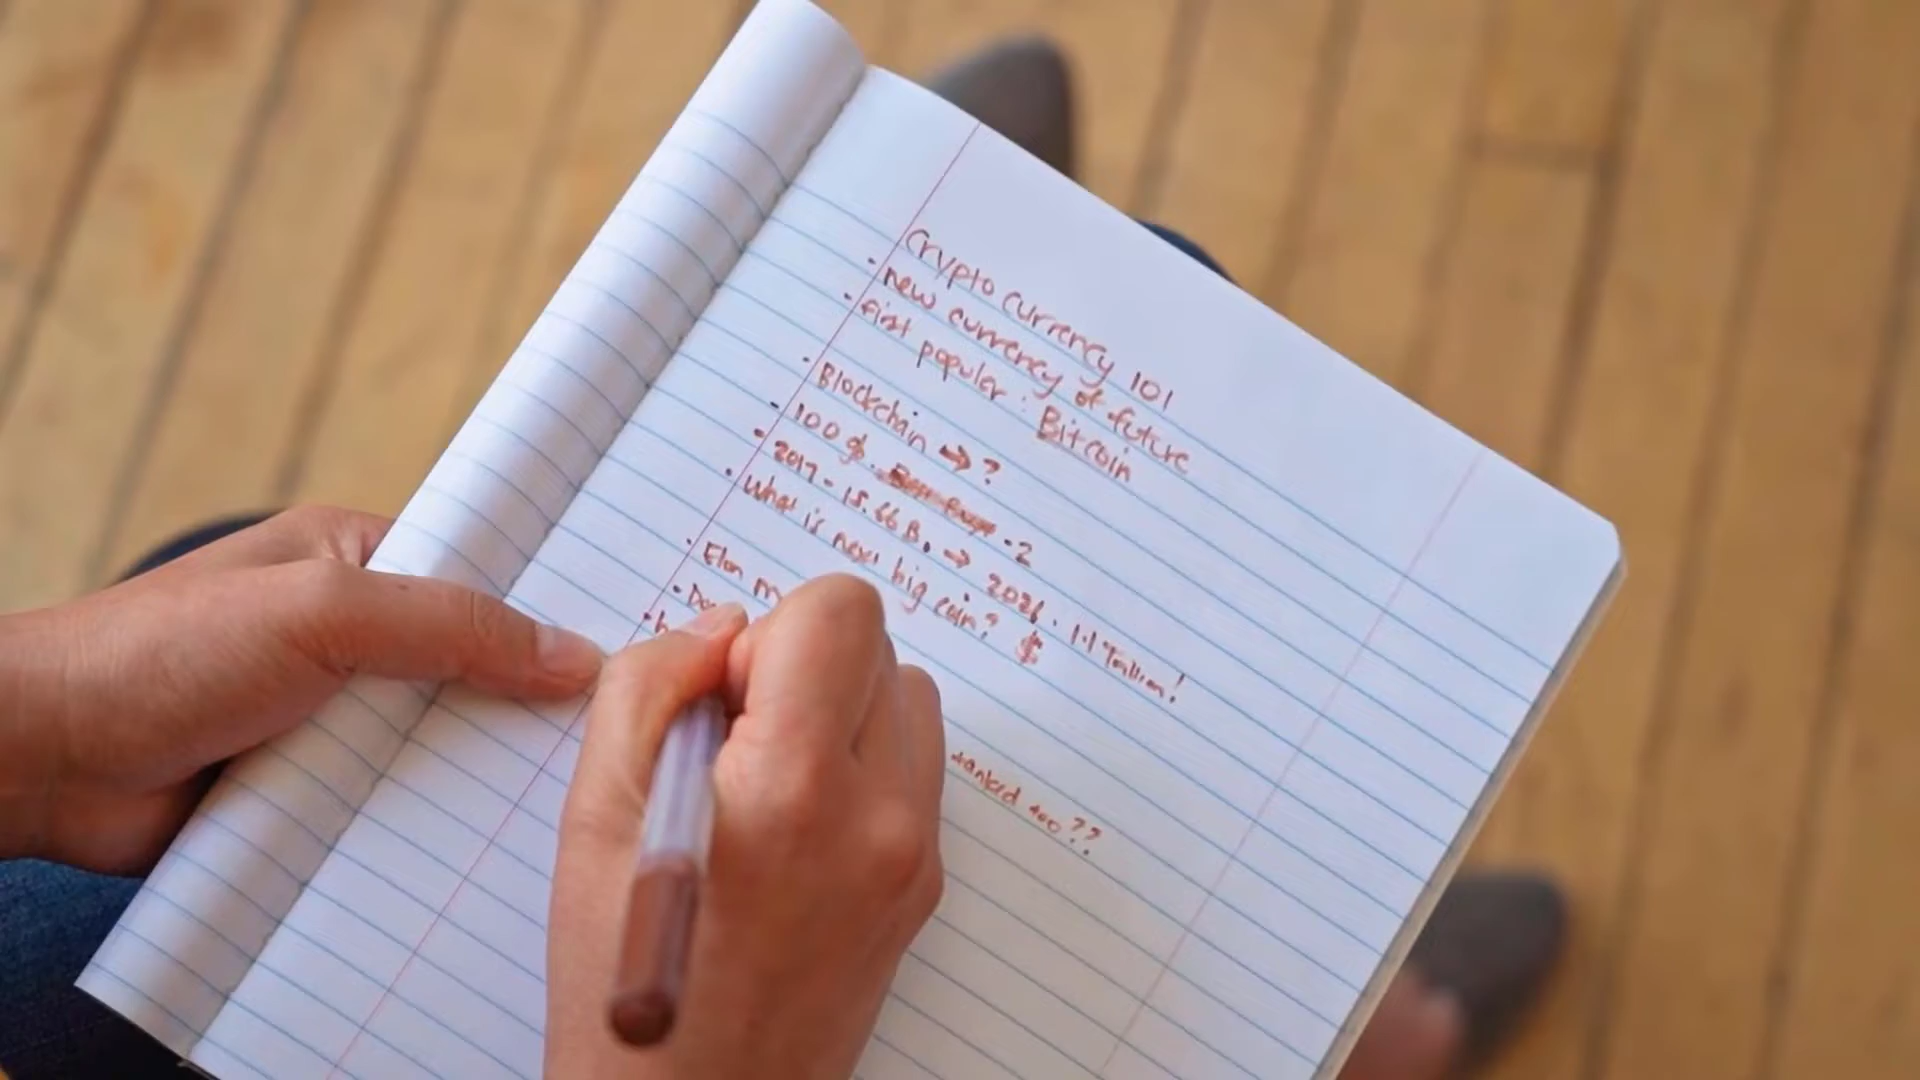 Crypto currency 101
· new currency of future
· first popular : Bitcoin
· Blockchain → ?
- 100 $. -2
- 2017 - 15.66 B. → 2026 · 1.1 Trillion!
· What is next big coin? $
· Elon
tanked too ??